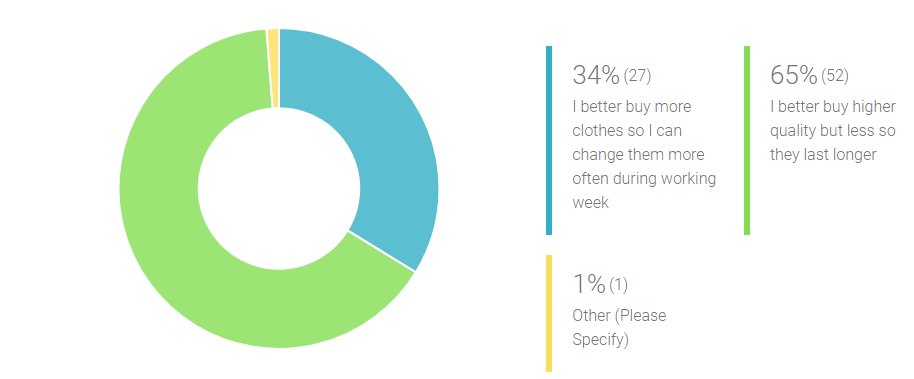 34% (27)
I better buy more
clothes so I can
change them more
often during working
week
65% (52)
I better buy higher
quality but less so
they last longer
1% (1)
Other (Please
Specify)